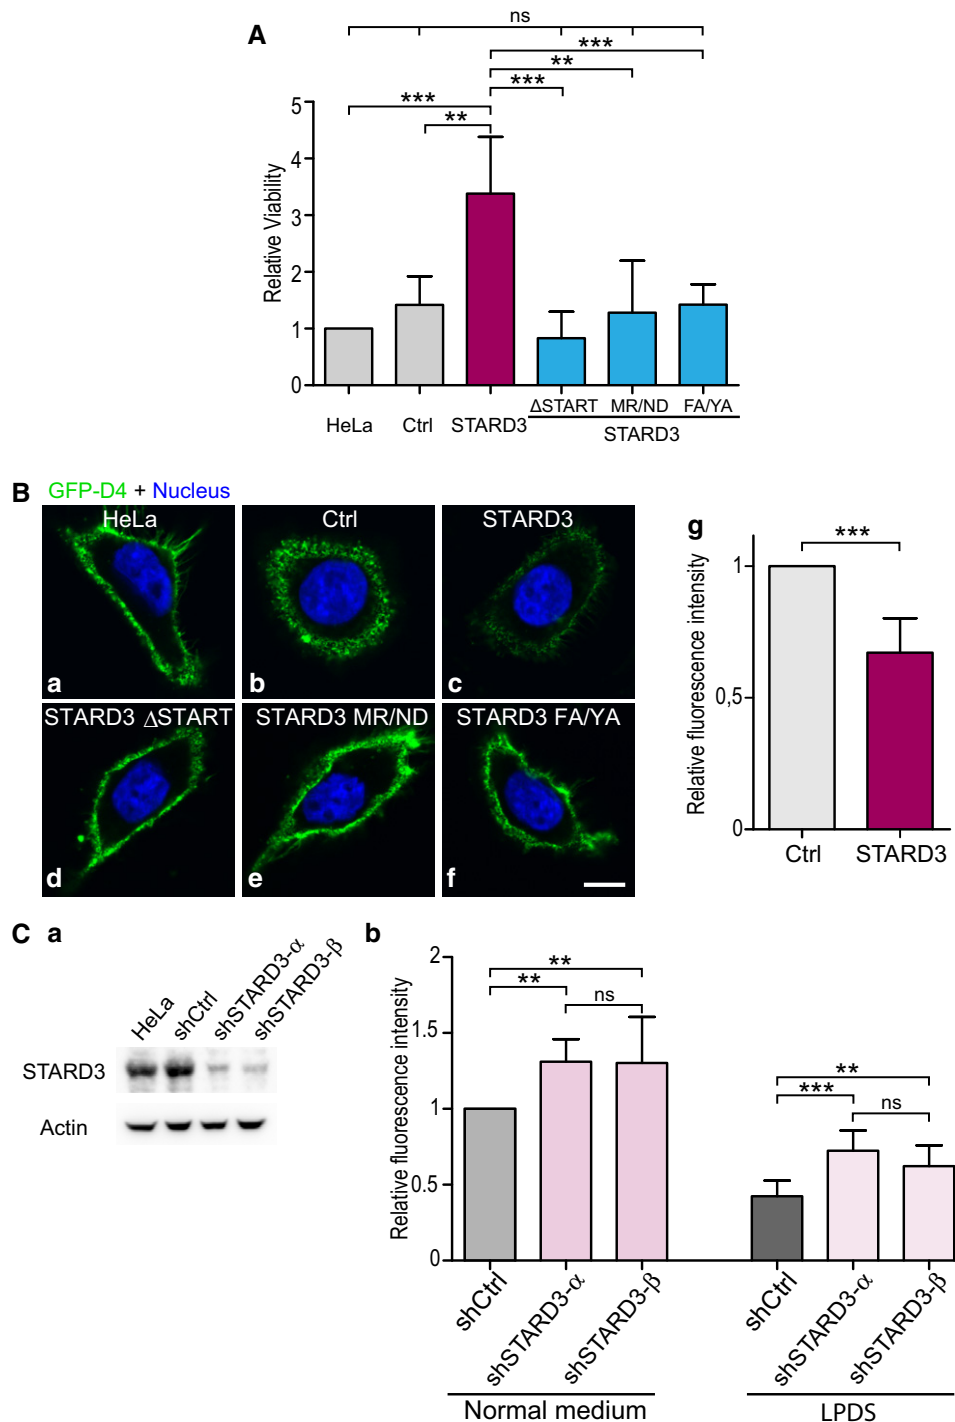 A
ns
***
**
***
***
**
Relative Viability
5
4
3
2
1
0
HeLa
Ctrl
STARD3
ΔSTART
MR/ND
FA/YA
STARD3
B
GFP-D4 + Nucleus
HeLa
a
Ctrl
b
STARD3
c
STARD3 ΔSTART
d
STARD3 MR/ND
e
STARD3 FA/YA
f
g
***
Relative fluorescence intensity
1
0,5
0
Ctrl
STARD3
C
a
HeLa
shCtrl
shSTARD3-α
shSTARD3-β
STARD3
Actin
b
Relative fluorescence intensity
2
1.5
1
0.5
0
**
**
ns
**
***
ns
shCtrl
shSTARD3-α
shSTARD3-β
Normal medium
shCtrl
shSTARD3-α
shSTARD3-β
LPDS